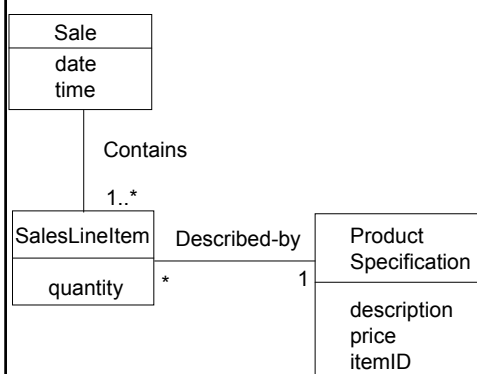 Sale
date
time
Contains
1..*
SalesLineItem
quantity
Described-by
*
1
Product
Specification
description
price
itemID